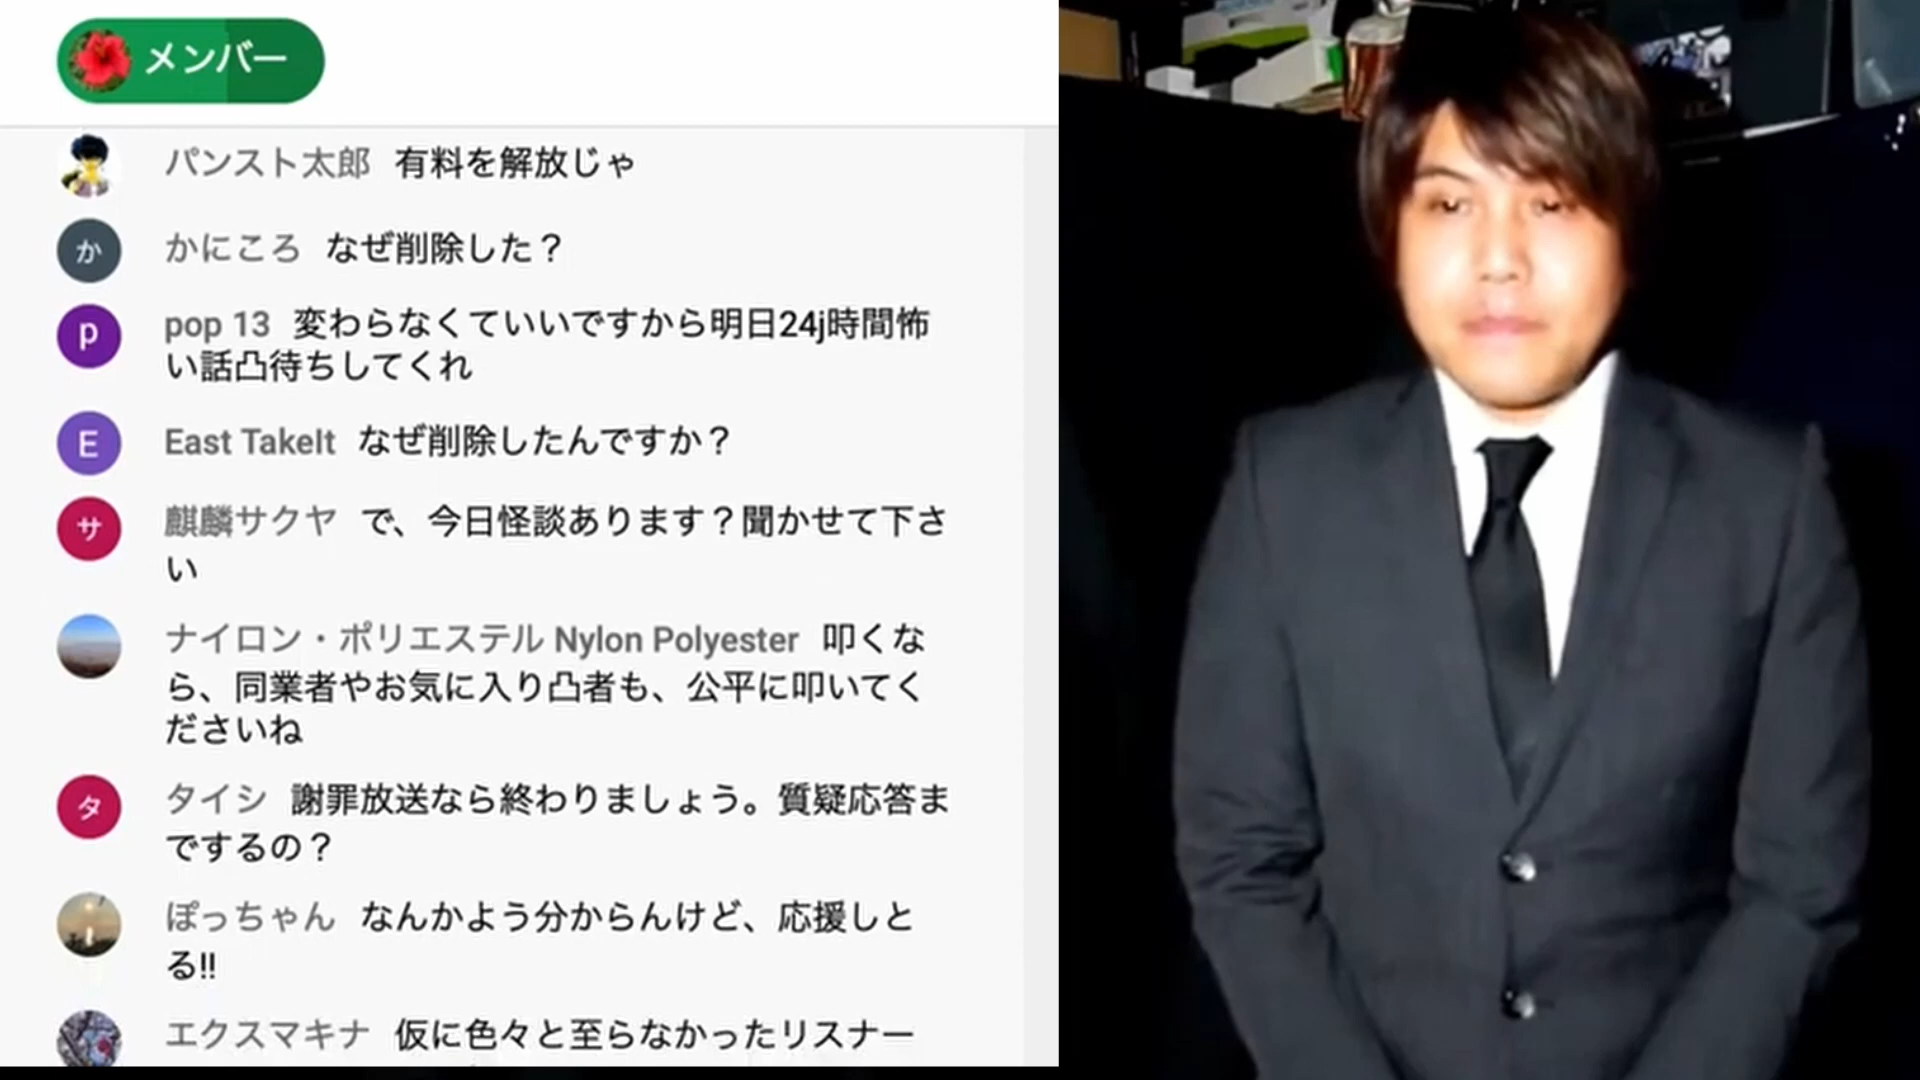 メンバー
パンスト太郎 有料を解放じゃ
か
かにころ なぜ削除した？
p
pop 13 変わらなくていいですから明日24j時間怖
い話凸待ちしてくれ
E
East TakeIt なぜ削除したんですか？
サ
麒麟サクヤ で、今日怪談あります？聞かせて下さ
い
ナイロン・ポリエステル Nylon Polyester 叩くな
ら、同業者やお気に入り凸者も、公平に叩いてく
ださいね
タ
タイシ 謝罪放送なら終わりましょう。質疑応答ま
でするの？
ぽっちゃん なんかよう分からんけど、応援しと
る!!
エクスマキナ 仮に色々と至らなかったリスナー